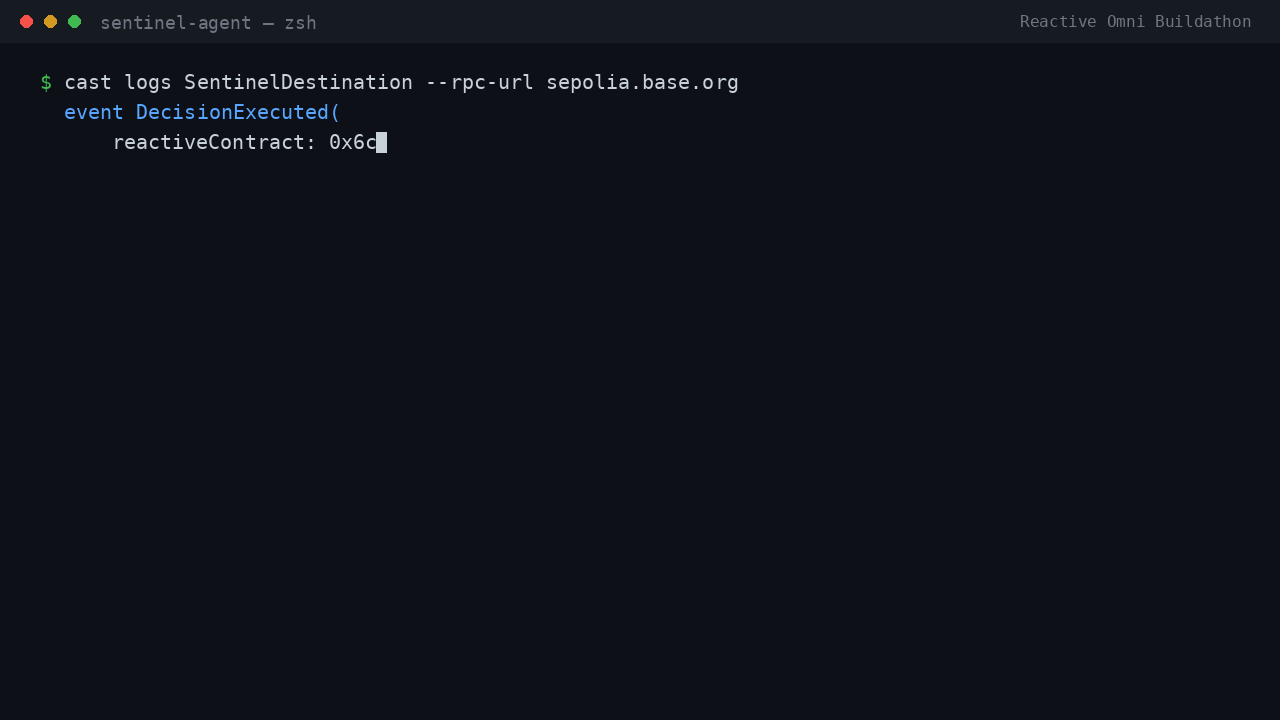 sentinel-agent — zsh
Reactive Omni Buildathon
$ cast logs SentinelDestination --rpc-url sepolia.base.org
event DecisionExecuted(
reactiveContract: 0x6c